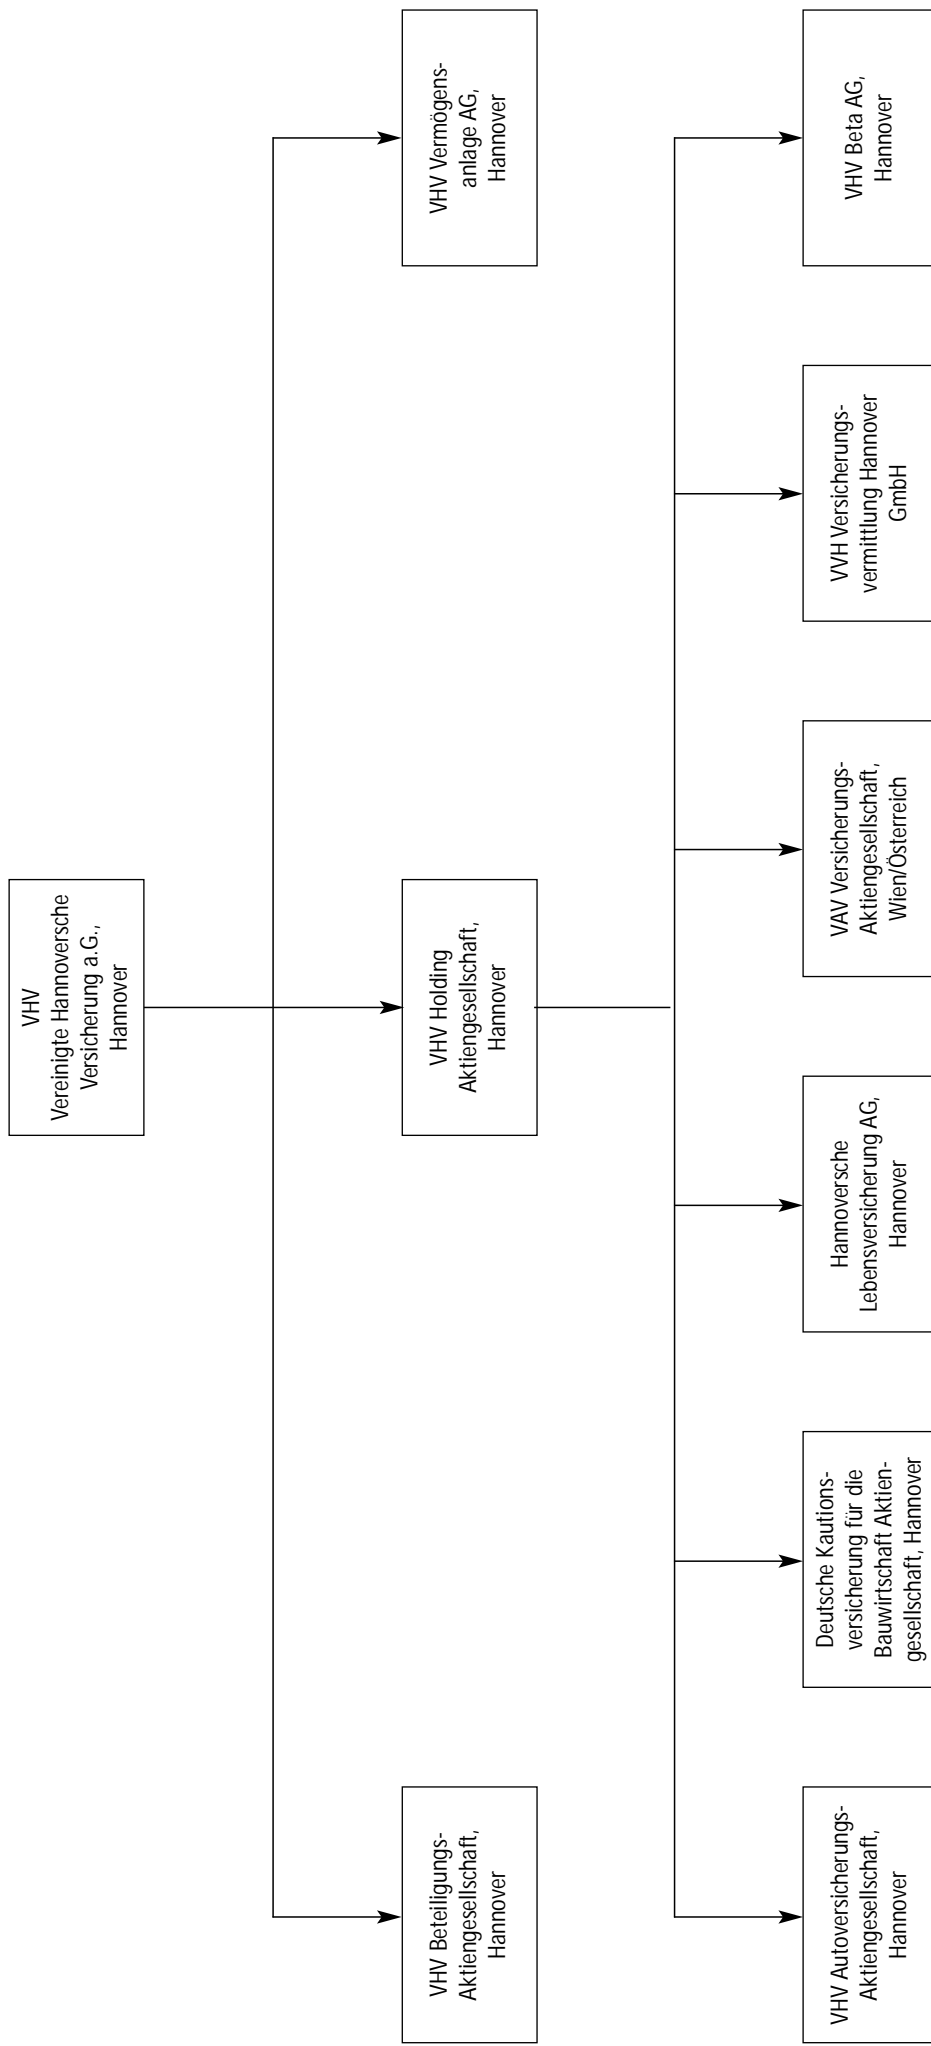 VHV
Vereinigte Hannoversche
Versicherung a.G.,
Hannover
VHV Beteiligungs-
Aktiengesellschaft,
Hannover
VHV Holding
Aktiengesellschaft,
Hannover
VHV Vermögens-
anlage AG,
Hannover
VHV Autoversicherungs-
Aktiengesellschaft,
Hannover
Deutsche Kautions-
versicherung für die
Bauwirtschaft Aktien-
gesellschaft, Hannover
Hannoversche
Lebensversicherung AG,
Hannover
VAV Versicherungs-
Aktiengesellschaft,
Wien/Österreich
VVH Versicherungs-
vermittlung Hannover
GmbH
VHV Beta AG,
Hannover